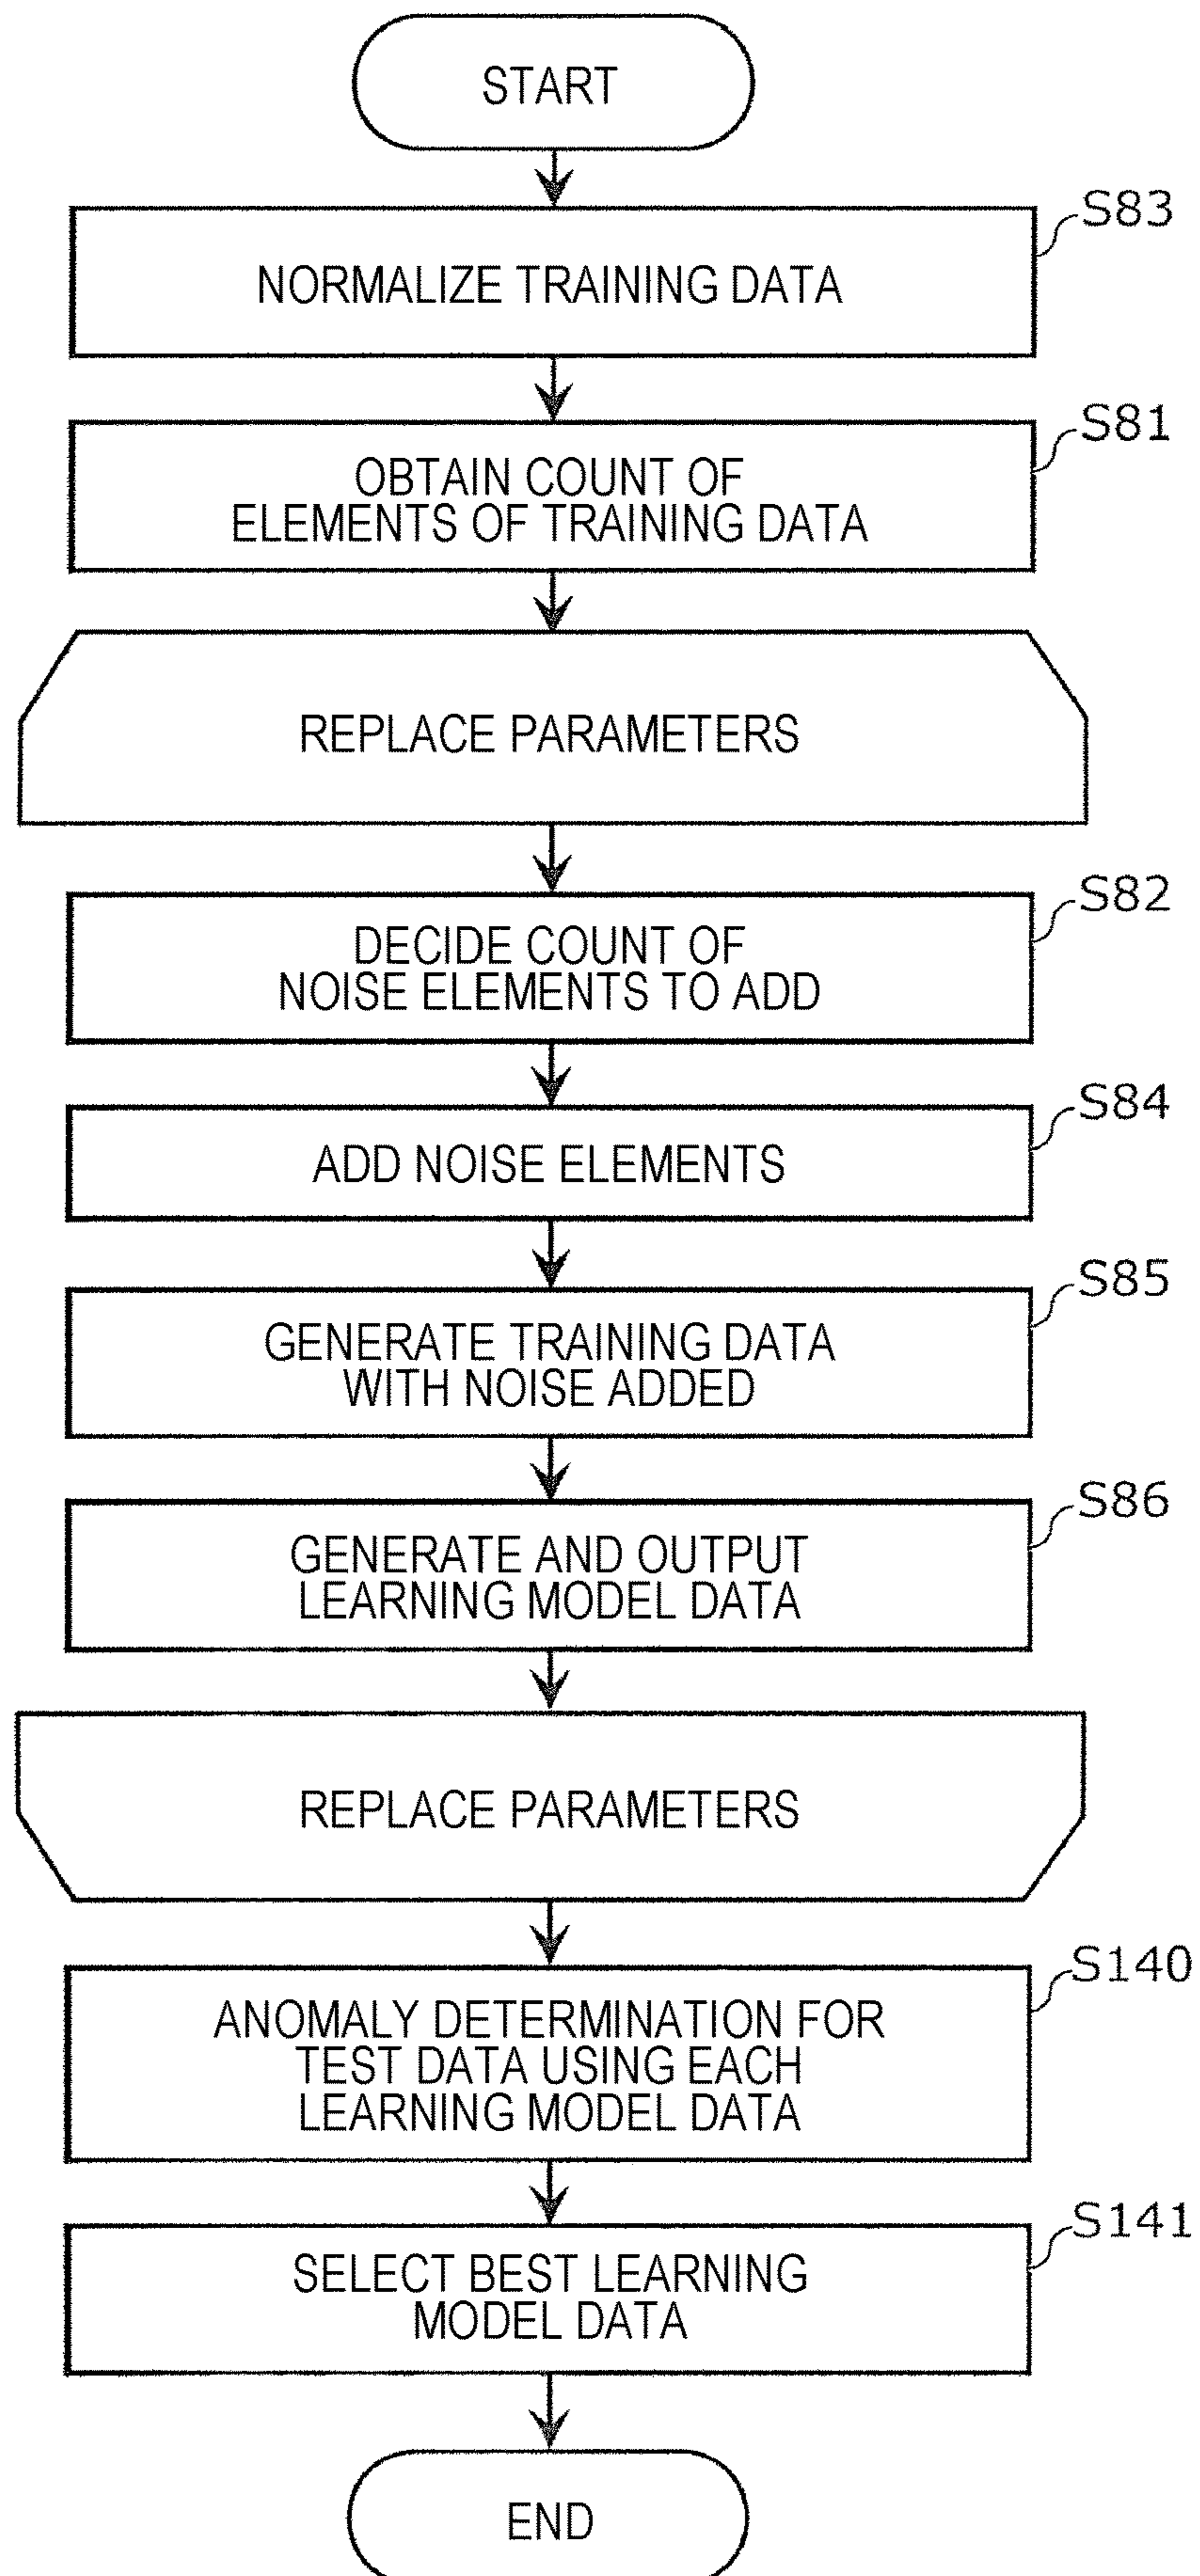 START
S83
NORMALIZE TRAINING DATA
S81
OBTAIN COUNT OF
ELEMENTS OF TRAINING DATA
REPLACE PARAMETERS
S82
DECIDE COUNT OF
NOISE ELEMENTS TO ADD
S84
ADD NOISE ELEMENTS
S85
GENERATE TRAINING DATA
WITH NOISE ADDED
S86
GENERATE AND OUTPUT
LEARNING MODEL DATA
REPLACE PARAMETERS
S140
ANOMALY DETERMINATION FOR
TEST DATA USING EACH
LEARNING MODEL DATA
S141
SELECT BEST LEARNING
MODEL DATA
END